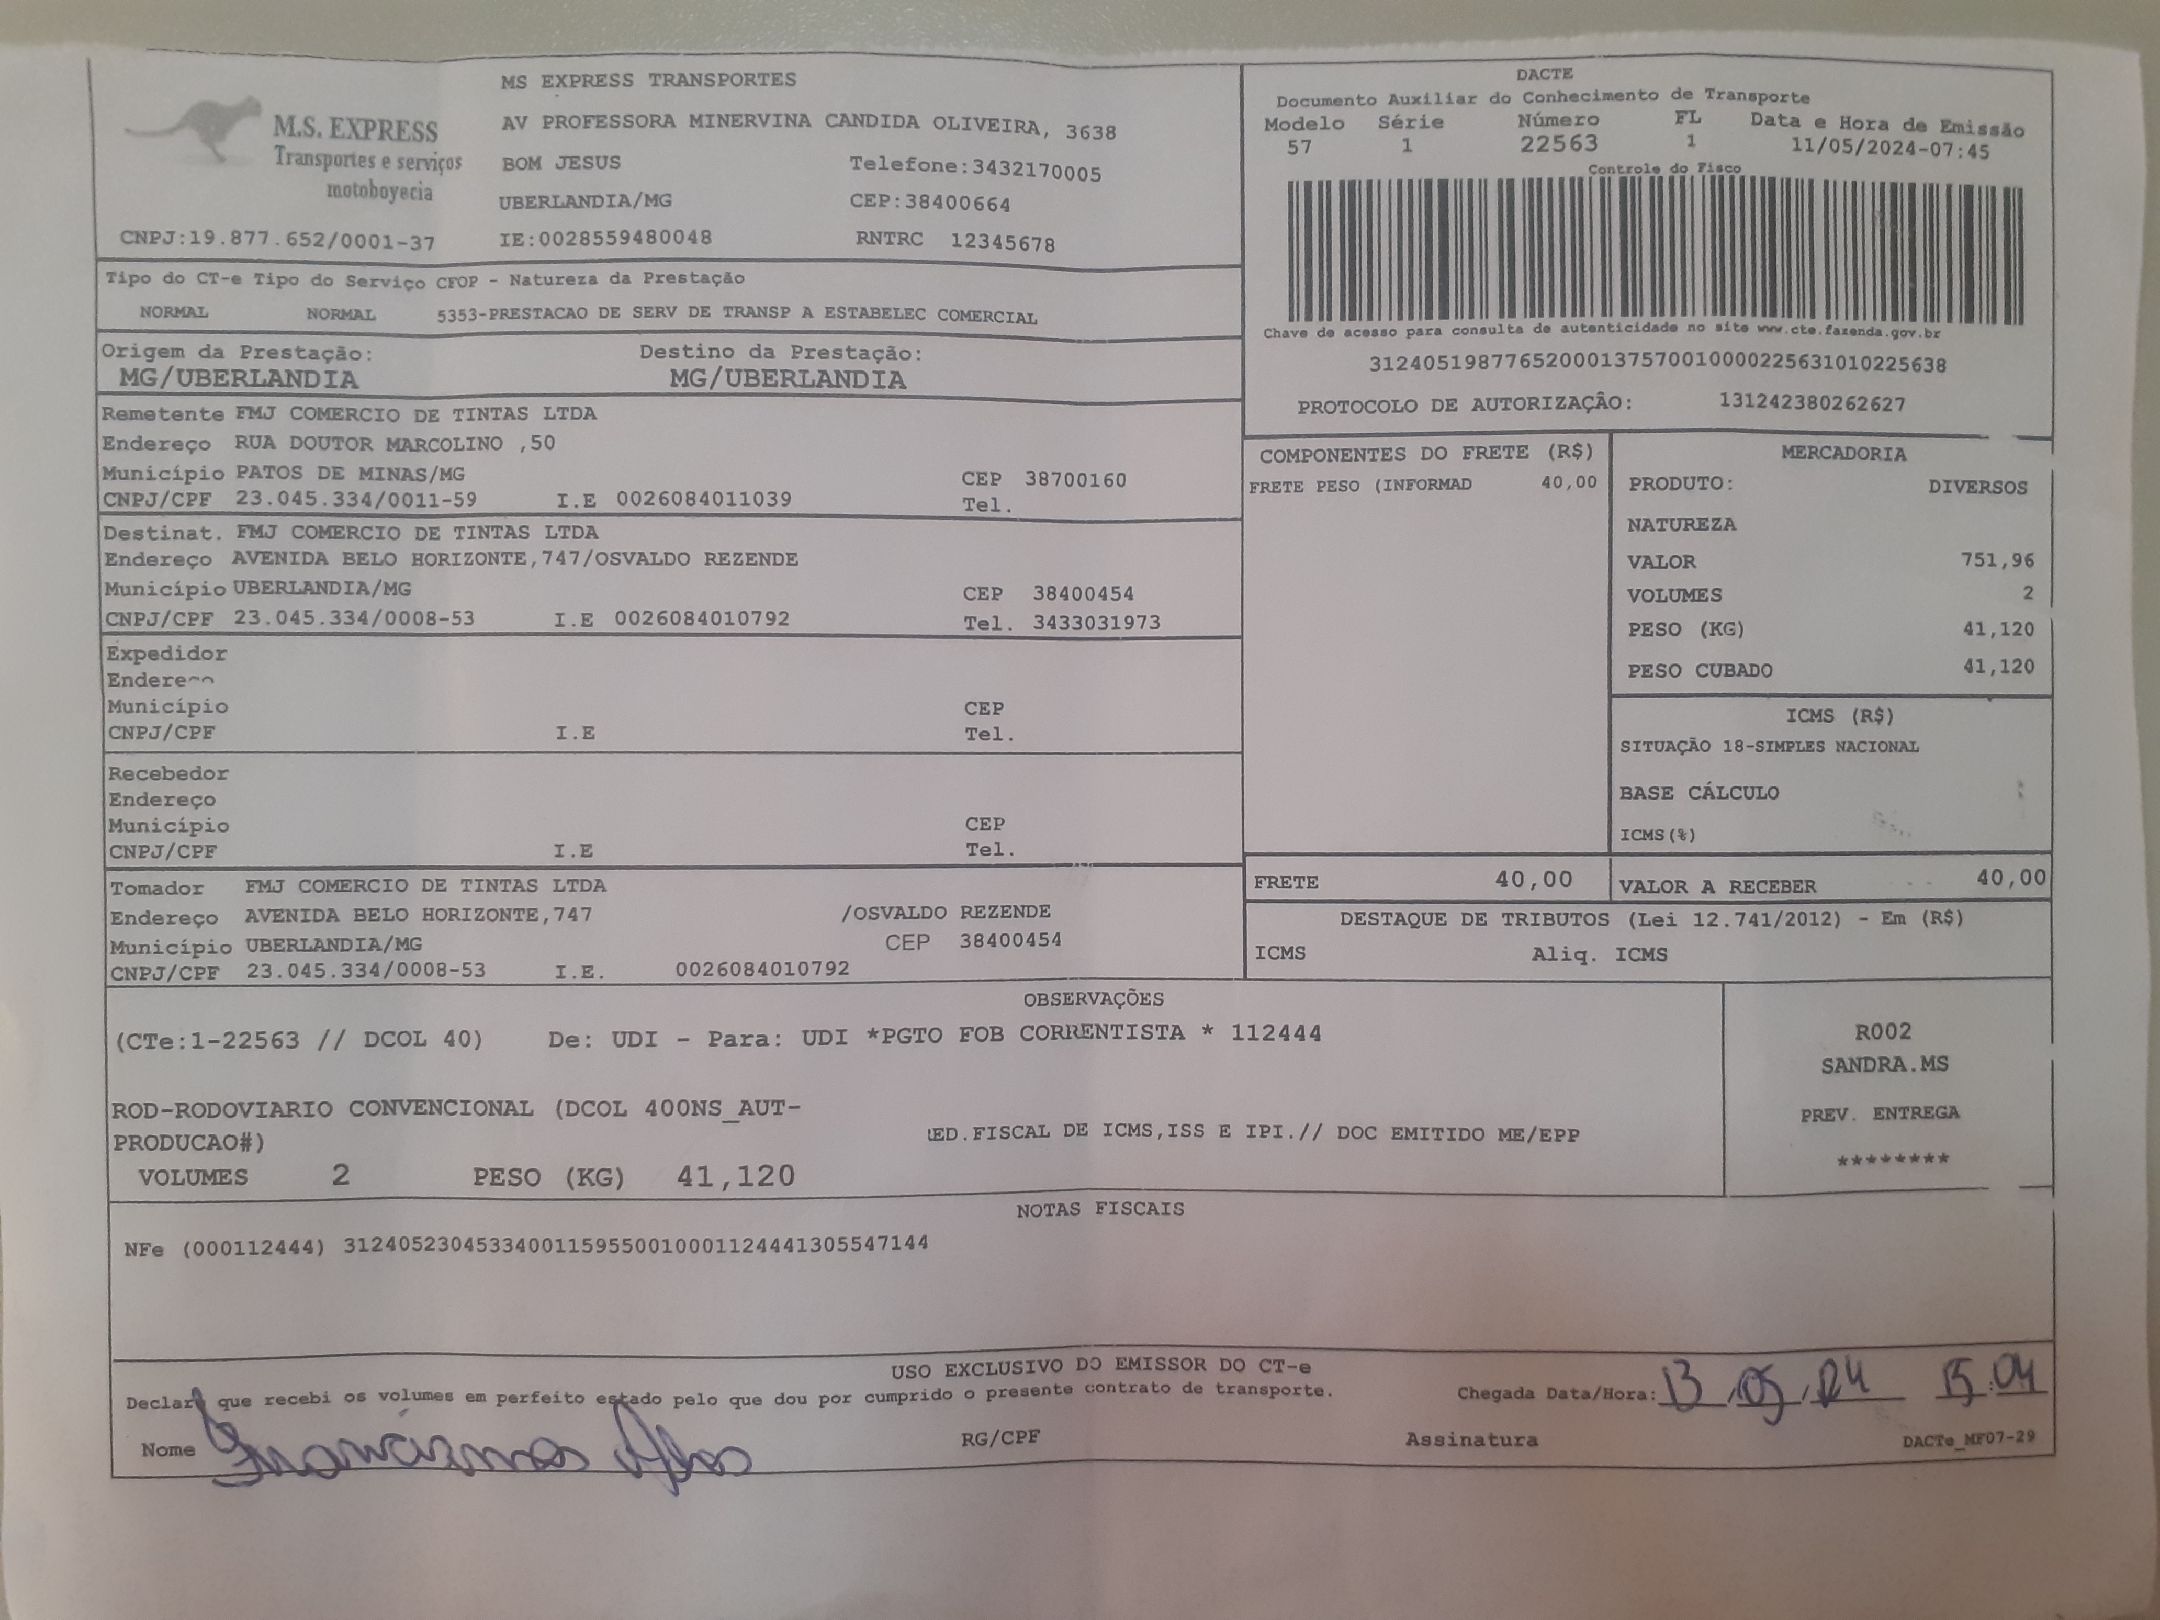 M.S. EXPRESS
Transportes e serviços
motoboyecia
CNPJ:19.877.652/0001-37
MS EXPRESS TRANSPORTES
AV PROFESSORA MINERVINA CANDIDA OLIVEIRA, 3638
BOM JESUS Telefone:3432170005
UBERLANDIA/MG CEP:38400664
IE:0028559480048 RNTRC 12345678
DACTE
Documento Auxiliar do Conhecimento de Transporte
Modelo Série Número FL Data e Hora de Emissão
57 1 22563 1 11/05/2024-07:45
Controle do Fisco
Chave de acesso para consulta de autenticidade no site www.cte.fazenda.gov.br
31240519877652000137570010000225631010225638
PROTOCOLO DE AUTORIZAÇÃO: 131242380262627
Tipo do CT-e Tipo do Serviço CFOP - Natureza da Prestação
NORMAL NORMAL 5353-PRESTACAO DE SERV DE TRANSP A ESTABELEC COMERCIAL
Origem da Prestação: Destino da Prestação:
MG/UBERLANDIA MG/UBERLANDIA
Remetente FMJ COMERCIO DE TINTAS LTDA
Endereço RUA DOUTOR MARCOLINO ,50
Município PATOS DE MINAS/MG CEP 38700160
CNPJ/CPF 23.045.334/0011-59 I.E 0026084011039 Tel.
Destinat. FMJ COMERCIO DE TINTAS LTDA
Endereço AVENIDA BELO HORIZONTE,747/OSVALDO REZENDE
Município UBERLANDIA/MG CEP 38400454
CNPJ/CPF 23.045.334/0008-53 I.E 0026084010792 Tel. 3433031973
Expedidor
Município CEP
CNPJ/CPF I.E Tel.
Recebedor
Endereço
Município CEP
CNPJ/CPF I.E Tel.
Tomador FMJ COMERCIO DE TINTAS LTDA
Endereço AVENIDA BELO HORIZONTE,747 /OSVALDO REZENDE
Município UBERLANDIA/MG CEP 38400454
CNPJ/CPF 23.045.334/0008-53 I.E. 0026084010792
COMPONENTES DO FRETE (R$)
FRETE PESO (INFORMAD 40,00
MERCADORIA
PRODUTO: DIVERSOS
NATUREZA
VALOR 751,96
VOLUMES 2
PESO (KG) 41,120
PESO CUBADO 41,120
ICMS (R$)
SITUAÇÃO 18-SIMPLES NACIONAL
BASE CÁLCULO
ICMS(%)
FRETE 40,00 VALOR A RECEBER 40,00
DESTAQUE DE TRIBUTOS (Lei 12.741/2012) - Em (R$)
ICMS Aliq. ICMS
OBSERVAÇÕES
(CTe:1-22563 // DCOL 40) De: UDI - Para: UDI *PGTO FOB CORRENTISTA * 112444
ROD-RODOVIARIO CONVENCIONAL (DCOL 400NS_AUT-
PRODUCAO#) ED.FISCAL DE ICMS,ISS E IPI.// DOC EMITIDO ME/EPP
VOLUMES 2 PESO (KG) 41,120
R002
SANDRA.MS
PREV. ENTREGA
********
NOTAS FISCAIS
NFe (000112444) 31240523045334001159550010001124441305547144
USO EXCLUSIVO DO EMISSOR DO CT-e
Declaro que recebi os volumes em perfeito estado pelo que dou por cumprido o presente contrato de transporte. Chegada Data/Hora: 13 05 24 15:04
Nome RG/CPF Assinatura DACTe_MF07-29